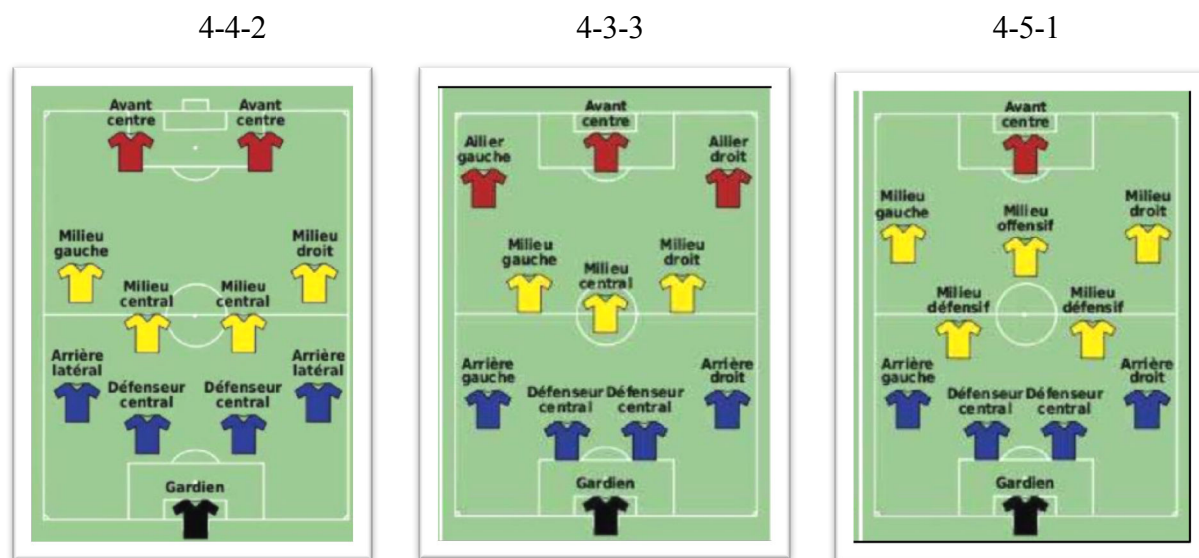 4-4-2
4-3-3
4-5-1
Avant
centre
Avant
centre
Milieu
gauche
Milieu
droit
Milieu
central
Milieu
central
Arrière
latéral
Arrière
latéral
Défenseur
central
Défenseur
central
Gardien
Avant
centre
Ailier
gauche
Ailier
droit
Milieu
gauche
Milieu
droit
Milieu
central
Arrière
gauche
Arrière
droit
Défenseur
central
Défenseur
central
Gardien
Avant
centre
Milieu
gauche
Milieu
droit
Milieu
offensif
Milieu
défensif
Milieu
défensif
Arrière
gauche
Arrière
droit
Défenseur
central
Défenseur
central
Gardien